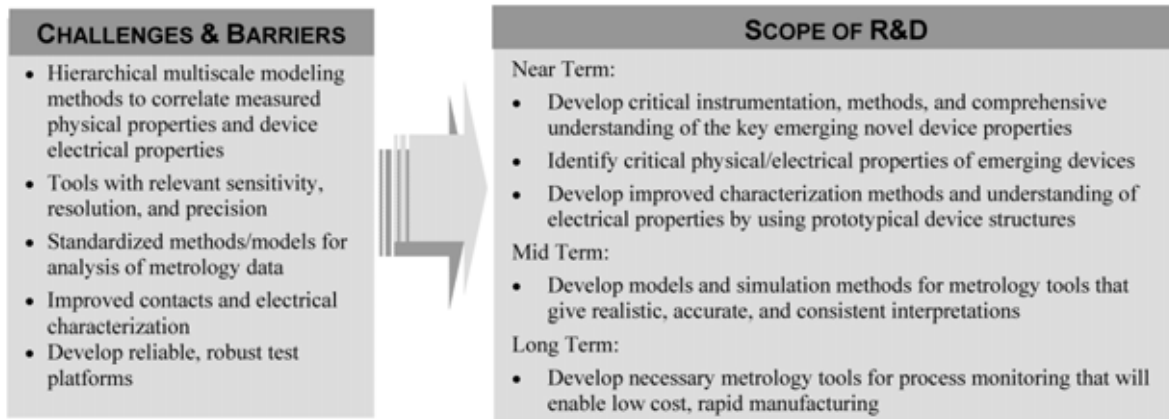 CHALLENGES & BARRIERS
• Hierarchical multiscale modeling
methods to correlate measured
physical properties and device
electrical properties
• Tools with relevant sensitivity,
resolution, and precision
• Standardized methods/models for
analysis of metrology data
• Improved contacts and electrical
characterization
• Develop reliable, robust test
platforms
SCOPE OF R&D
Near Term:
• Develop critical instrumentation, methods, and comprehensive
understanding of the key emerging novel device properties
• Identify critical physical/electrical properties of emerging devices
• Develop improved characterization methods and understanding of
electrical properties by using prototypical device structures
Mid Term:
• Develop models and simulation methods for metrology tools that
give realistic, accurate, and consistent interpretations
Long Term:
• Develop necessary metrology tools for process monitoring that will
enable low cost, rapid manufacturing